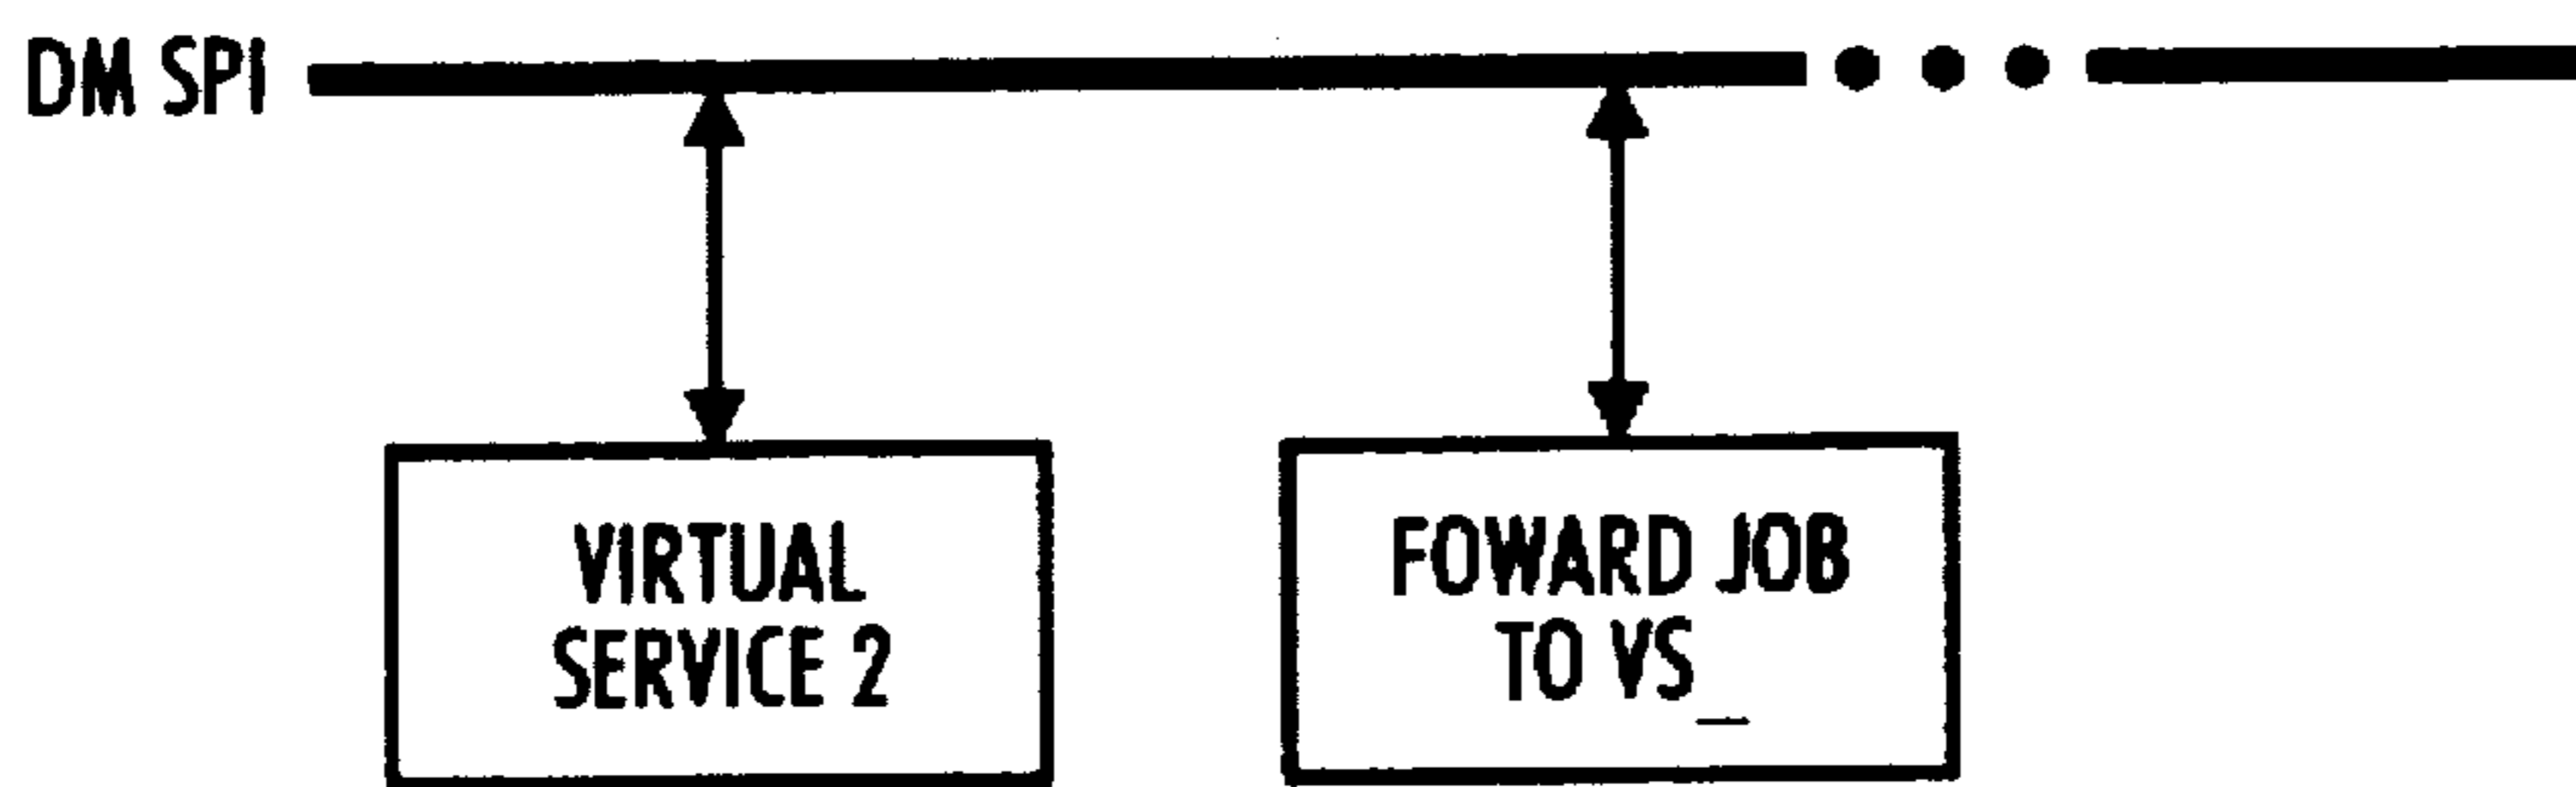 DM SPI
VIRTUAL
SERVICE 2
FOWARD JOB
TO VS_